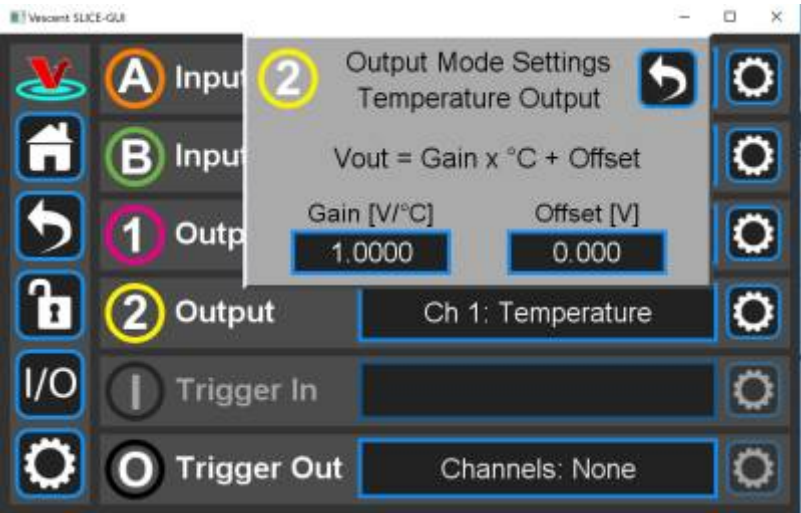 Vescent SLICE-GUI
A Input
2 Output Mode Settings
Temperature Output
Vout = Gain x °C + Offset
Gain [V/°C] Offset [V]
1.0000 0.000
B Input
1 Outp
2 Output Ch 1: Temperature
I/O
I Trigger In
O Trigger Out Channels: None